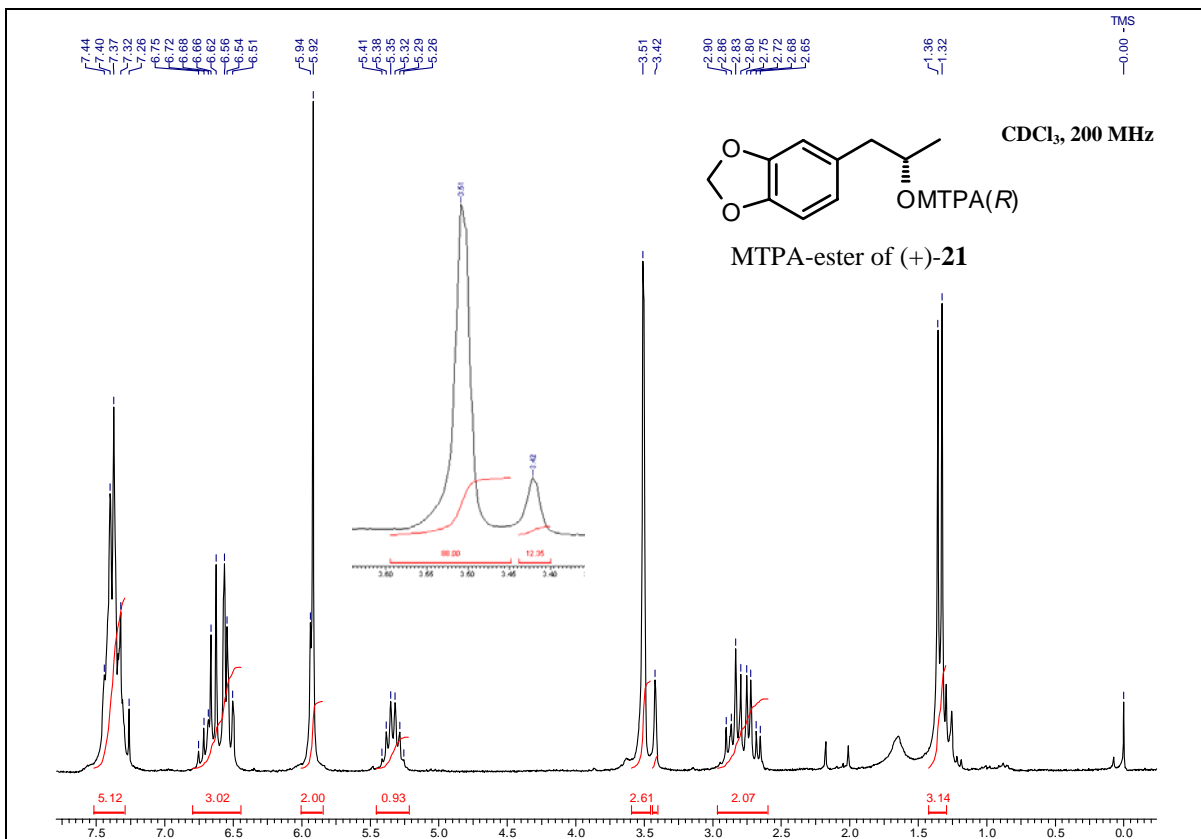 TMS
7.44 7.40 7.37 7.32 7.26 6.75 6.72 6.68 6.66 6.62 6.56 6.54 6.51 5.94 5.92 5.41 5.38 5.35 5.32 5.29 5.26 3.51 3.42 2.90 2.86 2.83 2.80 2.75 2.72 2.68 2.65 1.36 1.32 0.00
CDCl₃, 200 MHz
O
O
OMTPA(R)
MTPA-ester of (+)-21
3.51
3.42
88.00 12.35
3.60 3.55 3.50 3.45 3.40
5.12 3.02 2.00 0.93 2.61 2.07 3.14
7.5 7.0 6.5 6.0 5.5 5.0 4.5 4.0 3.5 3.0 2.5 2.0 1.5 1.0 0.5 0.0